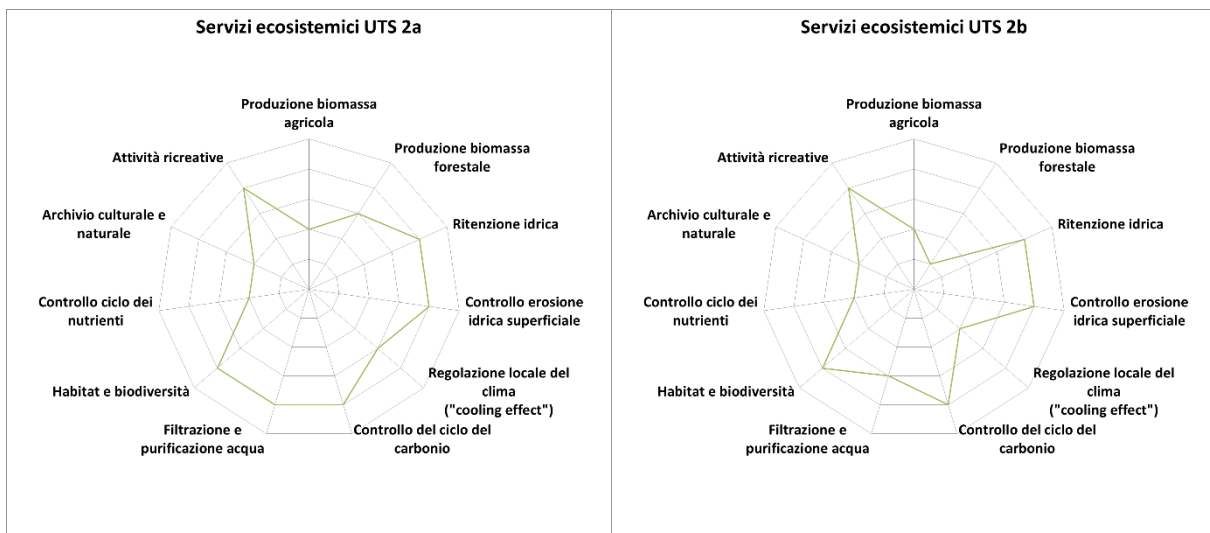 Servizi ecosistemici UTS 2a
Produzione biomassa
agricola
Produzione biomassa
forestale
Ritenzione idrica
Controllo erosione
idrica superficiale
Regolazione locale del
clima
("cooling effect")
Controllo del ciclo del
carbonio
Filtrazione e
purificazione acqua
Habitat e biodiversità
Controllo ciclo dei
nutrienti
Archivio culturale e
naturale
Attività ricreative
Servizi ecosistemici UTS 2b
Produzione biomassa
agricola
Produzione biomassa
forestale
Ritenzione idrica
Controllo erosione
idrica superficiale
Regolazione locale del
clima
("cooling effect")
Controllo del ciclo del
carbonio
Filtrazione e
purificazione acqua
Habitat e biodiversità
Controllo ciclo dei
nutrienti
Archivio culturale e
naturale
Attività ricreative